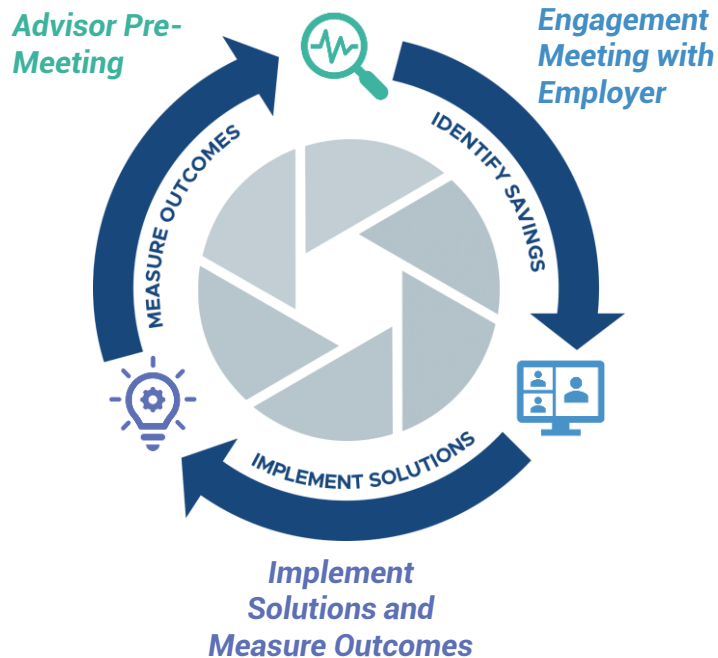 Advisor Pre-
Meeting
Engagement
Meeting with
Employer
MEASURE OUTCOMES
IDENTIFY SAVINGS
IMPLEMENT SOLUTIONS
Implement
Solutions and
Measure Outcomes